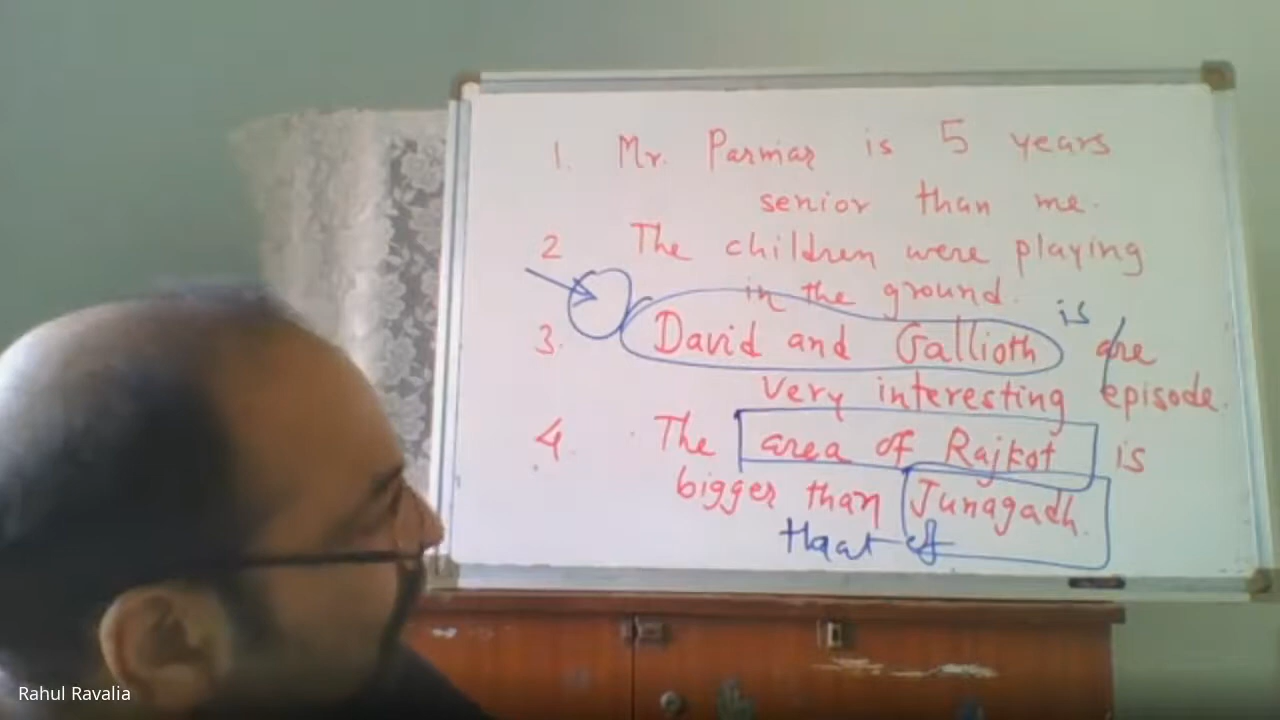 1. Mr. Parmar is 5 years
senior than me.
2 The children were playing
in the ground.
is
3. David and Gallioth are
very interesting episode.
4. The area of Rajkot is
bigger than Junagadh.
that of
Rahul Ravalia